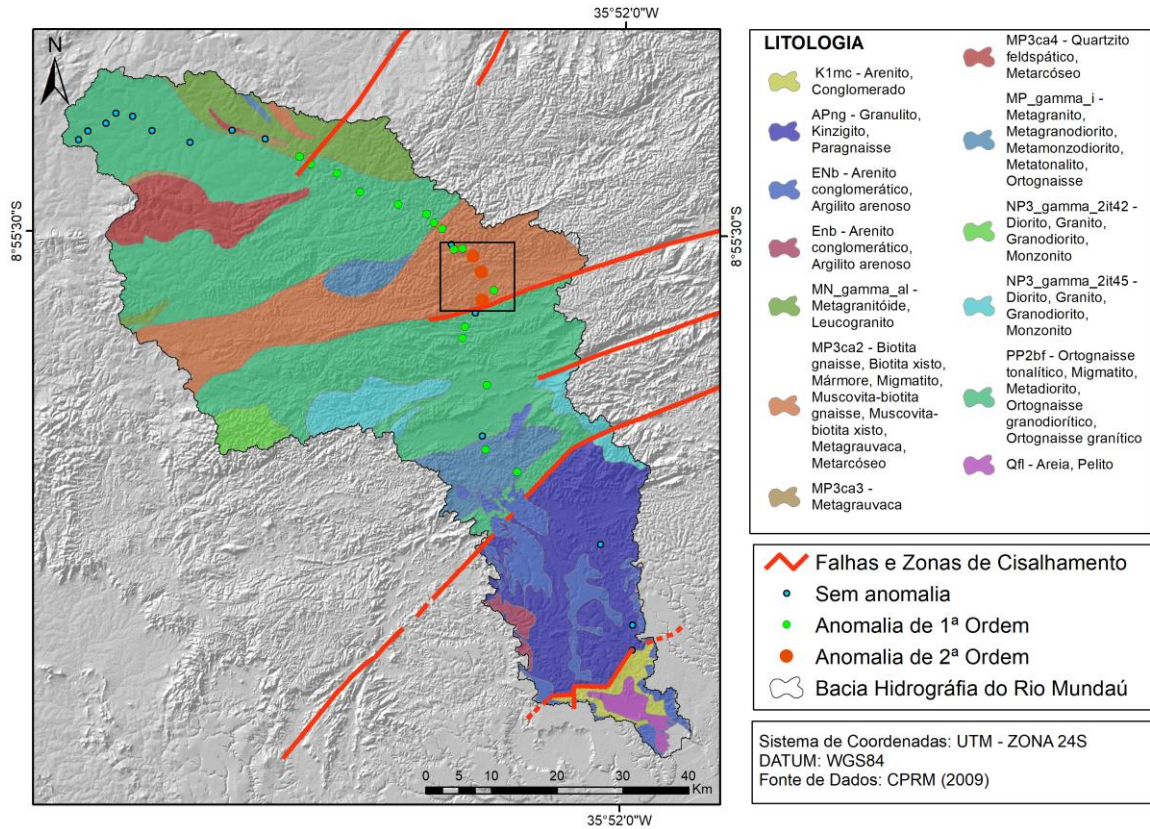 35°52'0"W
N
8°55'30"S
8°55'30"S
0 5 10 20 30 40
Km
35°52'0"W
LITOLOGIA
K1mc - Arenito,
Conglomerado
APng - Granulito,
Kinzigito,
Paragnaisse
ENb - Arenito
conglomerático,
Argilito arenoso
Enb - Arenito
conglomerático,
Argilito arenoso
MN_gamma_al -
Metagranitóide,
Leucogranito
MP3ca2 - Biotita
gnaisse, Biotita xisto,
Mármore, Migmatito,
Muscovita-biotita
gnaisse, Muscovita-
biotita xisto,
Metagrauvaca,
Metarcóseo
MP3ca3 -
Metagrauvaca
MP3ca4 - Quartzito
feldspático,
Metarcóseo
MP_gamma_i -
Metagranito,
Metagranodiorito,
Metamonzodiorito,
Metatonalito,
Ortognaisse
NP3_gamma_2it42 -
Diorito, Granito,
Granodiorito,
Monzonito
NP3_gamma_2it45 -
Diorito, Granito,
Granodiorito,
Monzonito
PP2bf - Ortognaisse
tonalítico, Migmatito,
Metadiorito,
Ortognaisse
granodiorítico,
Ortognaisse granítico
Qfl - Areia, Pelito
Falhas e Zonas de Cisalhamento
Sem anomalia
Anomalia de 1ª Ordem
Anomalia de 2ª Ordem
Bacia Hidrográfia do Rio Mundaú
Sistema de Coordenadas: UTM - ZONA 24S
DATUM: WGS84
Fonte de Dados: CPRM (2009)